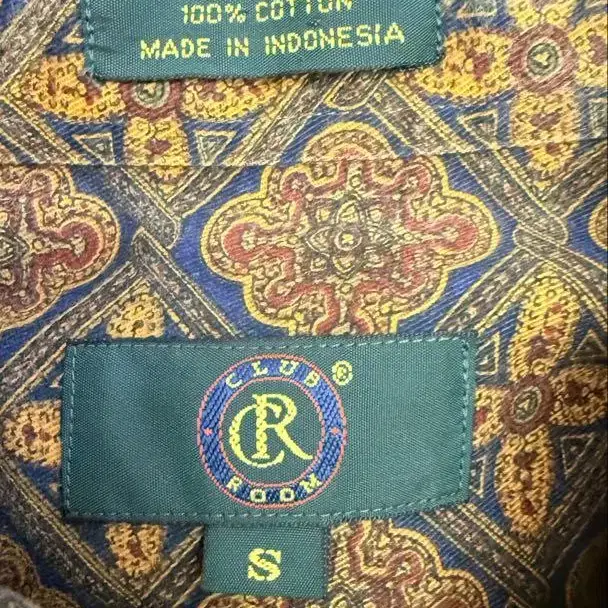 100% COTTON
MADE IN INDONESIA
CLUB ®
CR
ROOM
S